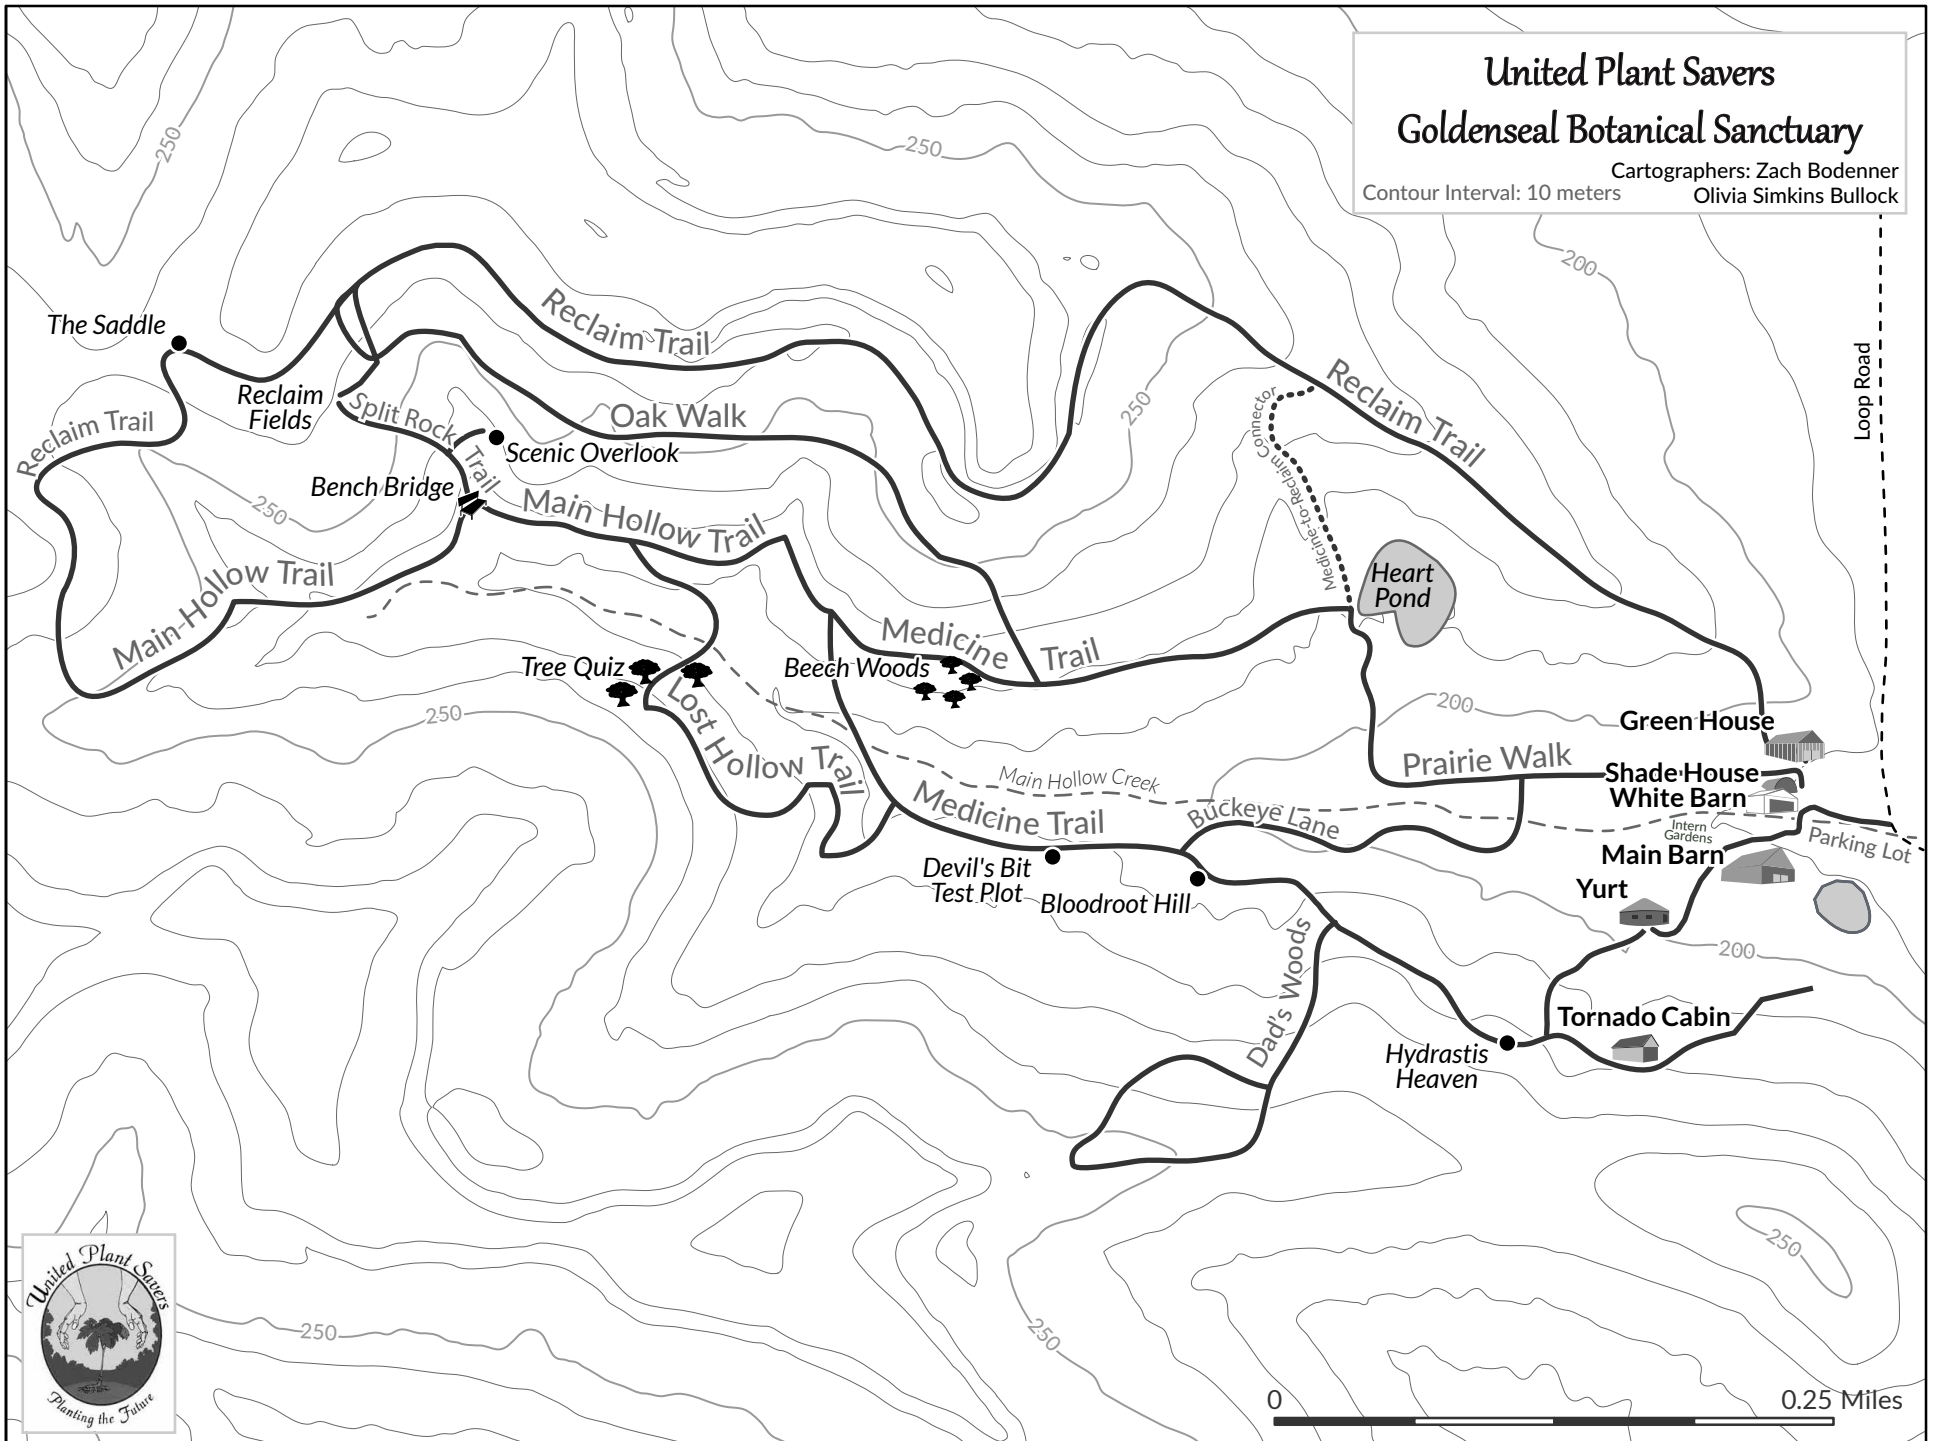 United Plant Savers
Goldenseal Botanical Sanctuary
Cartographers: Zach Bodenner
Contour Interval: 10 meters
Olivia Simkins Bullock
250
250
200
The Saddle
Reclaim Trail
Reclaim Trail
Loop Road
Reclaim
Fields
Split Rock
Trail
Oak Walk
250
Medicine-to-Reclaim Connector
Reclaim Trail
Scenic Overlook
Bench Bridge
250
Main Hollow Trail
Heart
Pond
Main Hollow Trail
Medicine Trail
Tree Quiz
Beech Woods
250
Lost Hollow Trail
200
Green House
Prairie Walk
Shade House
White Barn
Main Hollow Creek
Medicine Trail
Buckeye Lane
Intern
Gardens
Parking Lot
Main Barn
Devil's Bit
Test Plot
Bloodroot Hill
Yurt
Dad's Woods
200
Tornado Cabin
Hydrastis
Heaven
250
United Plant Savers
Planting the Future
250
250
0
0.25 Miles